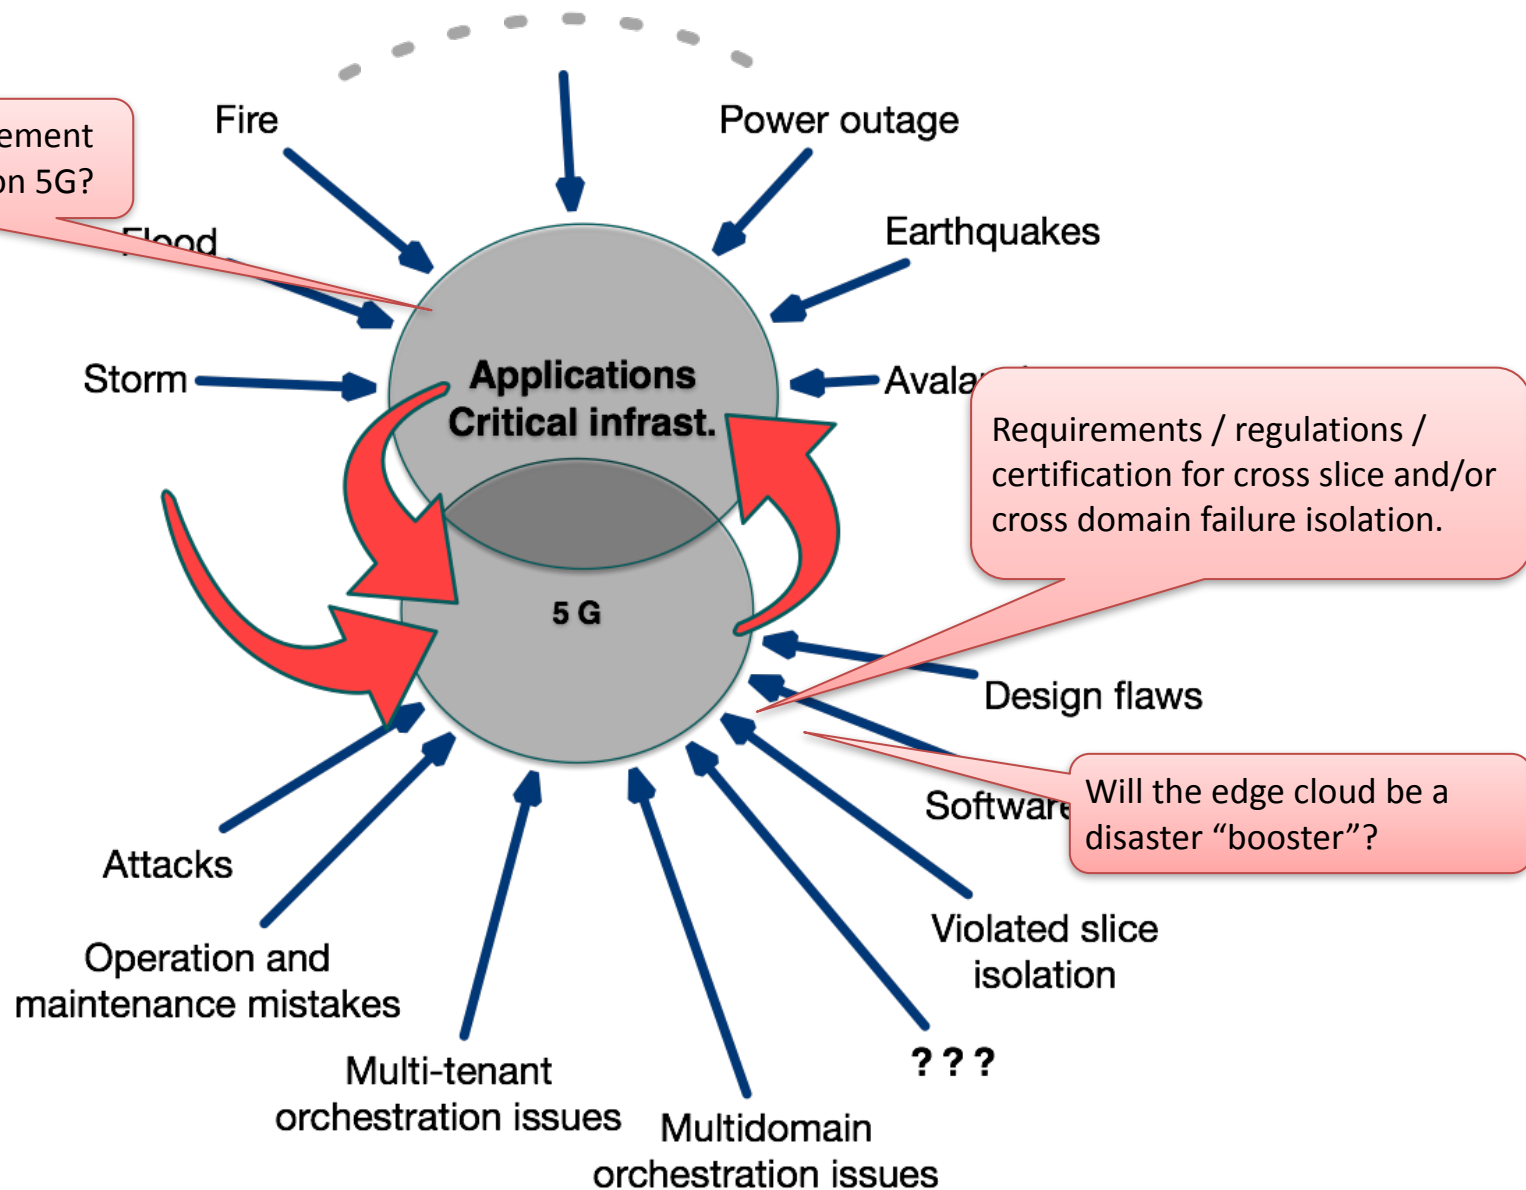 Fire
Power outage
on 5G?
Flood
Earthquakes
Storm
Applications
Critical infrast.
Requirements / regulations /
certification for cross slice and/or
cross domain failure isolation.
5 G
Design flaws
Will the edge cloud be a
disaster “booster”?
Software
Attacks
Violated slice
isolation
Operation and
maintenance mistakes
? ? ?
Multi-tenant
orchestration issues
Multidomain
orchestration issues